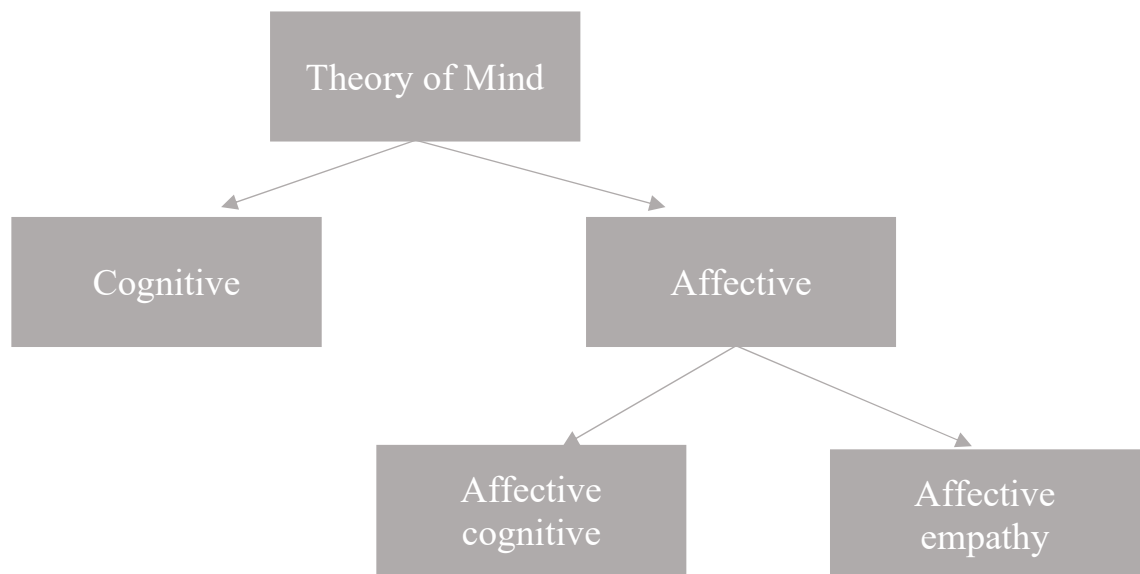 Theory of Mind
Cognitive
Affective
Affective
cognitive
Affective
empathy